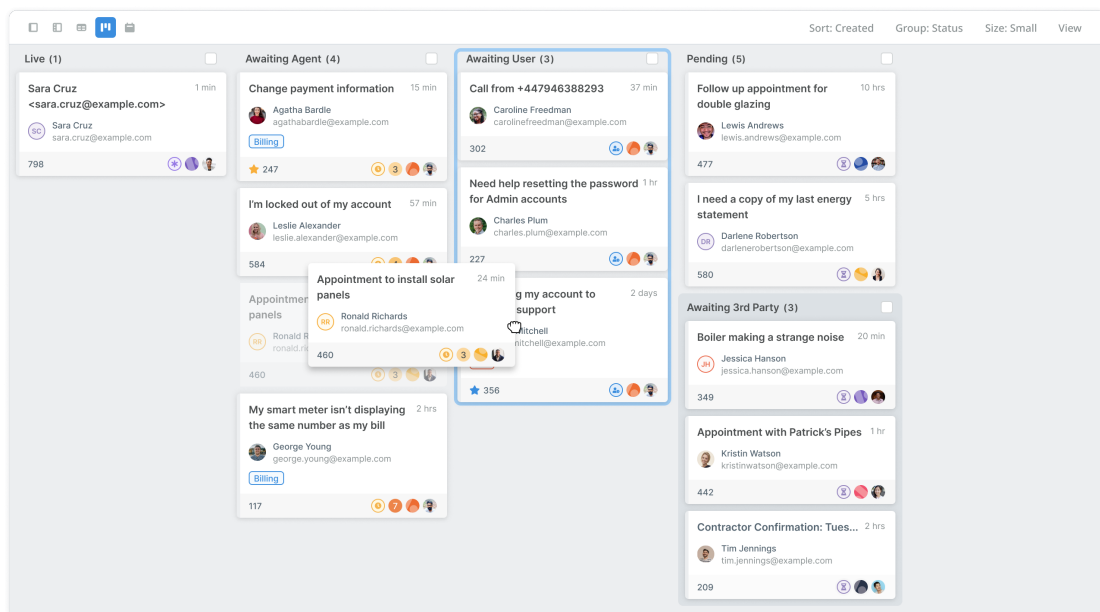 Sort: Created Group: Status Size: Small View
Live (1)
Sara Cruz 1 min
<sara.cruz@example.com>
SC
Sara Cruz
sara.cruz@example.com
798
Awaiting Agent (4)
Change payment information 15 min
Agatha Bardle
agathabardle@example.com
Billing
247 3
I'm locked out of my account 57 min
Leslie Alexander
leslie.alexander@example.com
584
Appointment to install solar 24 min
panels
RR
Ronald Richards
ronald.richards@example.com
460 3
panels
RR
Ronald
460 3
My smart meter isn't displaying 2 hrs
the same number as my bill
George Young
george.young@example.com
Billing
117 7
Awaiting User (3)
Call from +447946388293 37 min
Caroline Freedman
carolinefreedman@example.com
302
Need help resetting the password 1 hr
for Admin accounts
Charles Plum
charles.plum@example.com
227
my account to 2 days
support
Mitchell
mitchell@example.com
356
Pending (5)
Follow up appointment for 10 hrs
double glazing
Lewis Andrews
lewis.andrews@example.com
477
I need a copy of my last energy 5 hrs
statement
DR
Darlene Robertson
darlenerobertson@example.com
580
Awaiting 3rd Party (3)
Boiler making a strange noise 20 min
JH
Jessica Hanson
jessica.hanson@example.com
349
Appointment with Patrick's Pipes 1 hr
Kristin Watson
kristinwatson@example.com
442
Contractor Confirmation: Tues... 2 hrs
Tim Jennings
tim.jennings@example.com
209